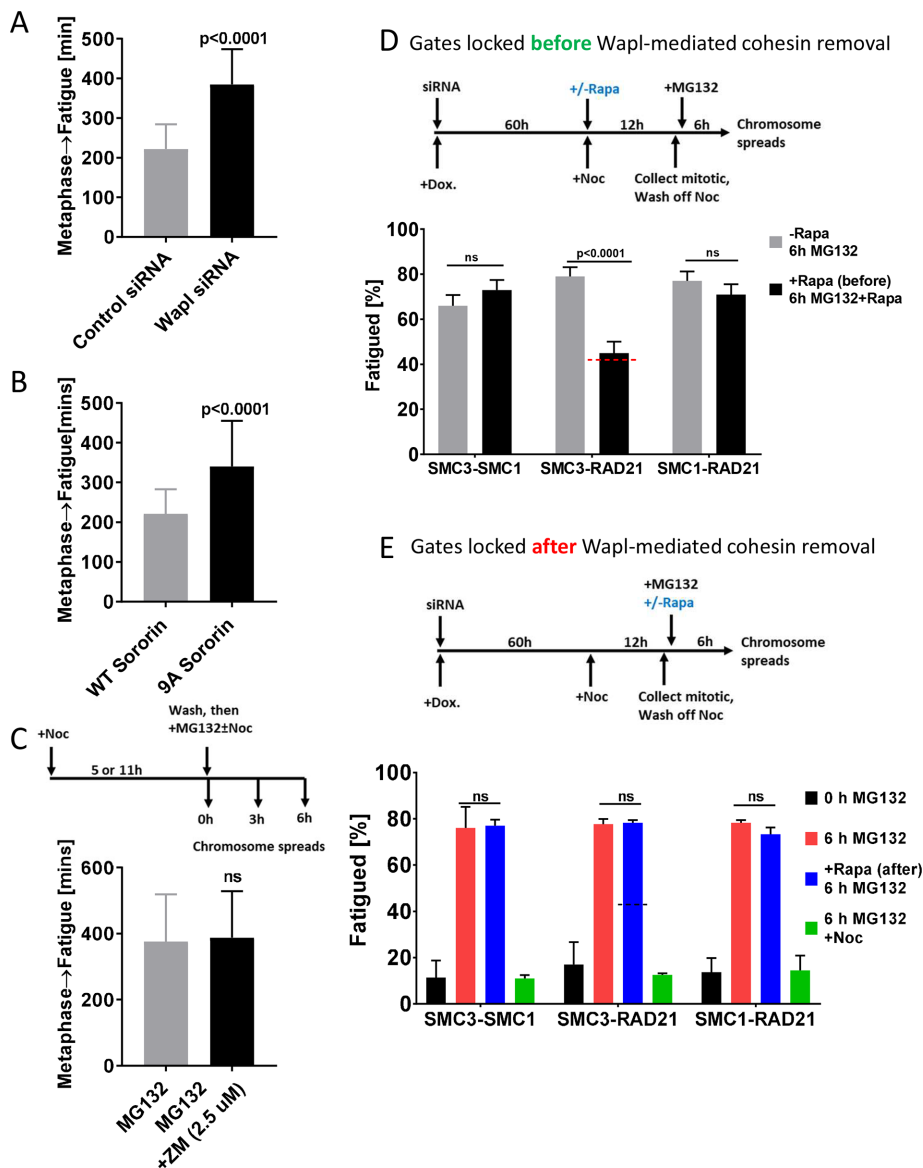 A
Metaphase→Fatigue [min]
500
400
300
200
100
0
p<0.0001
Control siRNA
Wapl siRNA
B
Metaphase→Fatigue[mins]
500
400
300
200
100
0
p<0.0001
WT Sororin
9A Sororin
C
+Noc
Wash, then
+MG132±Noc
5 or 11h
0h
3h
6h
Chromosome spreads
Metaphase→Fatigue [mins]
600
400
200
0
ns
MG132
MG132
+ZM (2.5 uM)
D Gates locked before Wapl-mediated cohesin removal
siRNA
+/-Rapa
+MG132
60h
12h
6h
Chromosome
spreads
+Dox.
+Noc
Collect mitotic,
Wash off Noc
Fatigued [%]
100
80
60
40
20
0
ns
p<0.0001
ns
SMC3-SMC1
SMC3-RAD21
SMC1-RAD21
-Rapa
6h MG132
+Rapa (before)
6h MG132+Rapa
E Gates locked after Wapl-mediated cohesin removal
+MG132
siRNA
+/-Rapa
60h
12h
6h
Chromosome
spreads
+Dox.
+Noc
Collect mitotic,
Wash off Noc
Fatigued [%]
100
80
60
40
20
0
ns
ns
ns
SMC3-SMC1
SMC3-RAD21
SMC1-RAD21
0 h MG132
6 h MG132
+Rapa (after)
6 h MG132
6 h MG132
+Noc